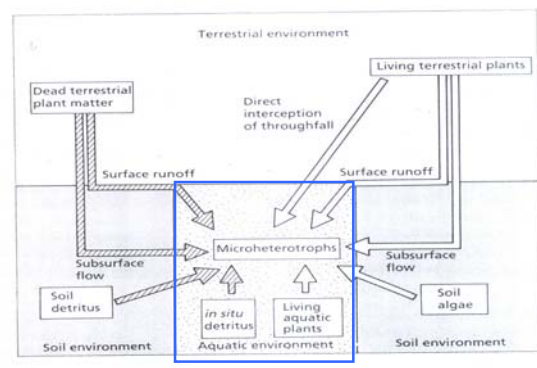 Terrestrial environment
Living terrestrial plants
Dead terrestrial
plant matter
Direct
interception
of throughfall
Surface runoff
Surface runoff
Microheterotrophs
Subsurface
flow
Subsurface
flow
Soil
detritus
in situ
detritus
Living
aquatic
plants
Soil
algae
Soil environment
Aquatic environment
Soil environment